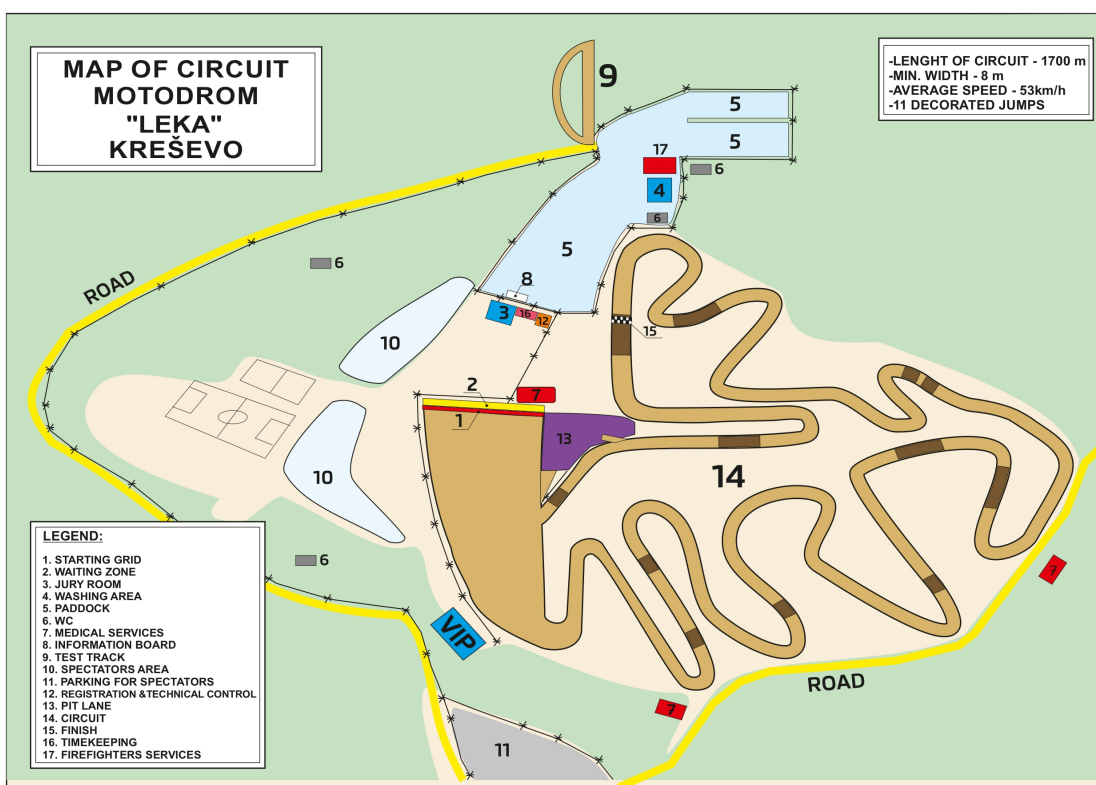 MAP OF CIRCUIT
MOTODROM
"LEKA"
KREŠEVO
-LENGHT OF CIRCUIT - 1700 m
-MIN. WIDTH - 8 m
-AVERAGE SPEED - 53km/h
-11 DECORATED JUMPS
9
5
5
17
6
4
6
5
6
ROAD
8
3
16
12
15
10
2
7
1
13
10
14
6
7
VIP
ROAD
7
11
LEGEND:
1. STARTING GRID
2. WAITING ZONE
3. JURY ROOM
4. WASHING AREA
5. PADDOCK
6. WC
7. MEDICAL SERVICES
8. INFORMATION BOARD
9. TEST TRACK
10. SPECTATORS AREA
11. PARKING FOR SPECTATORS
12. REGISTRATION &TECHNICAL CONTROL
13. PIT LANE
14. CIRCUIT
15. FINISH
16. TIMEKEEPING
17. FIREFIGHTERS SERVICES